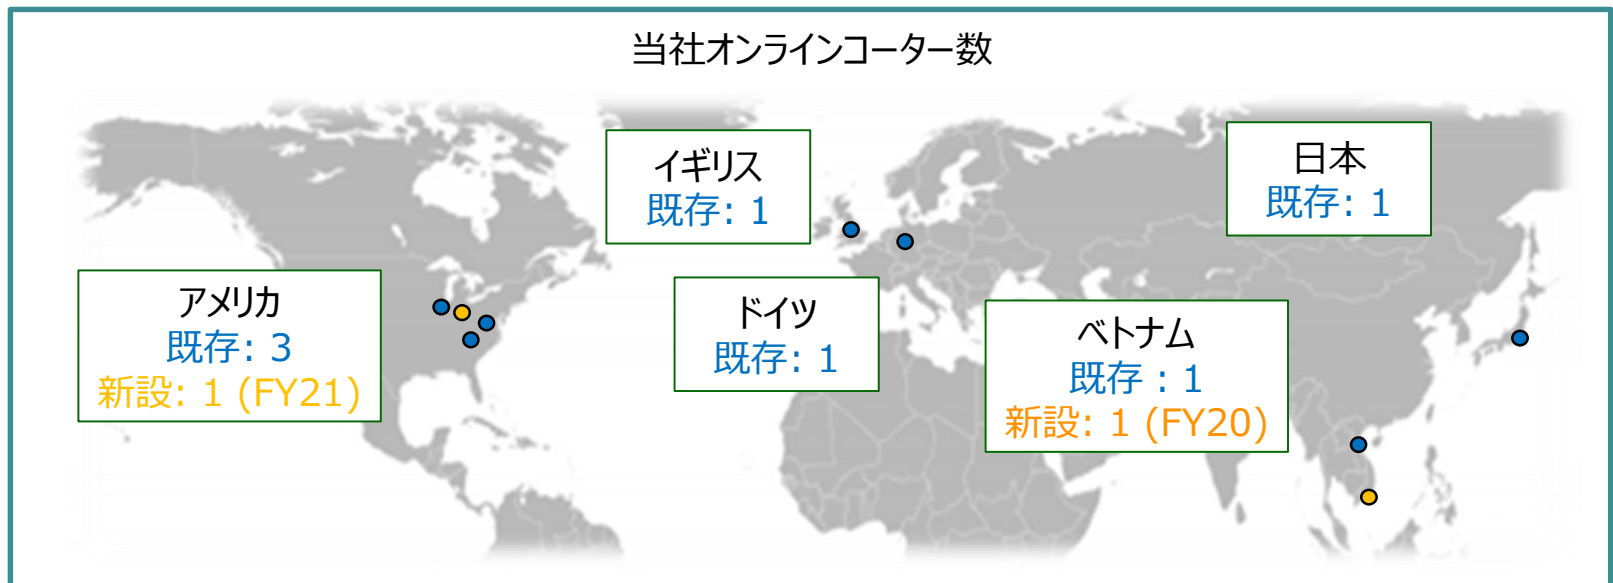 当社オンラインコーター数
イギリス
既存: 1
日本
既存: 1
アメリカ
既存: 3
新設: 1 (FY21)
ドイツ
既存: 1
ベトナム
既存 : 1
新設: 1 (FY20)